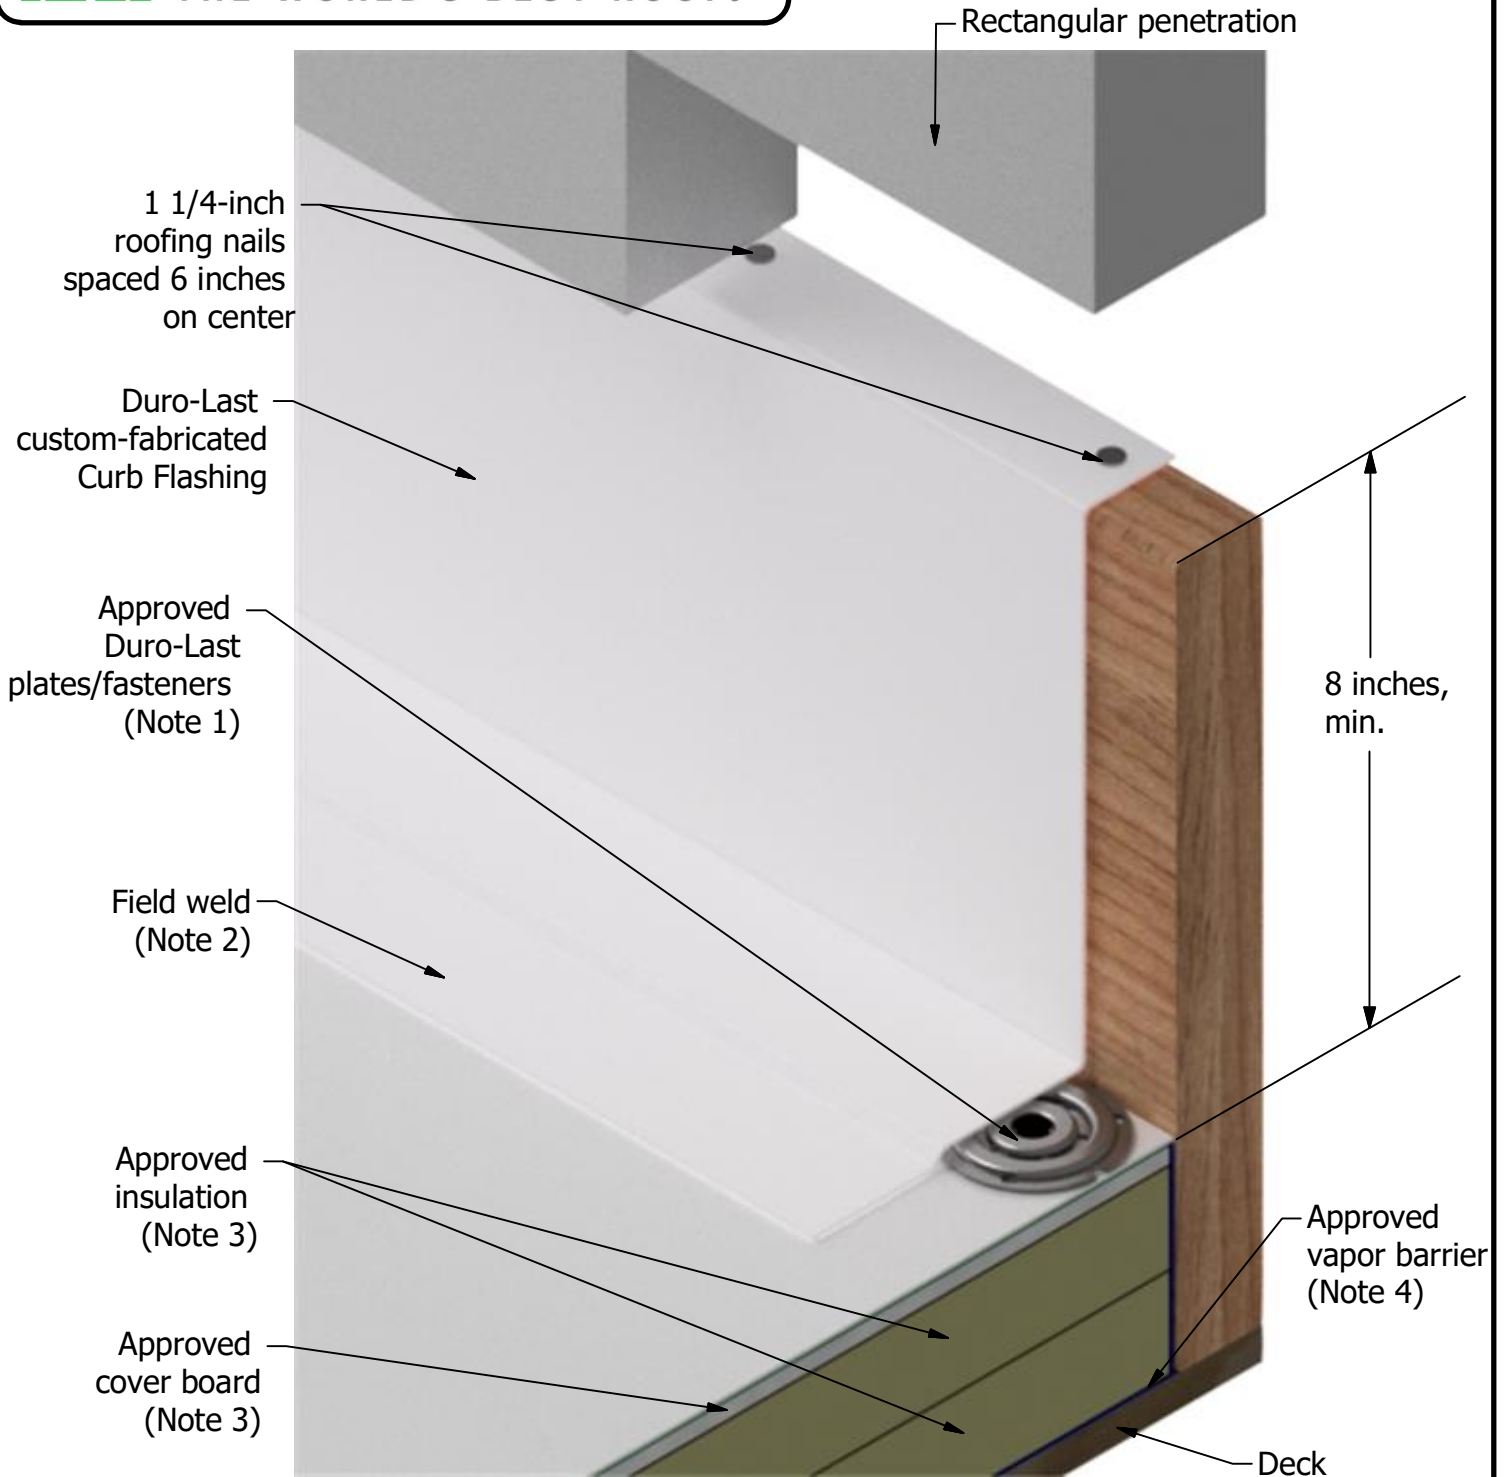 THE WORLD'S BEST ROOF.
Rectangular penetration
1 1/4-inch
roofing nails
spaced 6 inches
on center
Duro-Last
custom-fabricated
Curb Flashing
Approved
Duro-Last
plates/fasteners
(Note 1)
8 inches,
min.
Field weld
(Note 2)
Approved
insulation
(Note 3)
Approved
vapor barrier
(Note 4)
Approved
cover board
(Note 3)
Deck